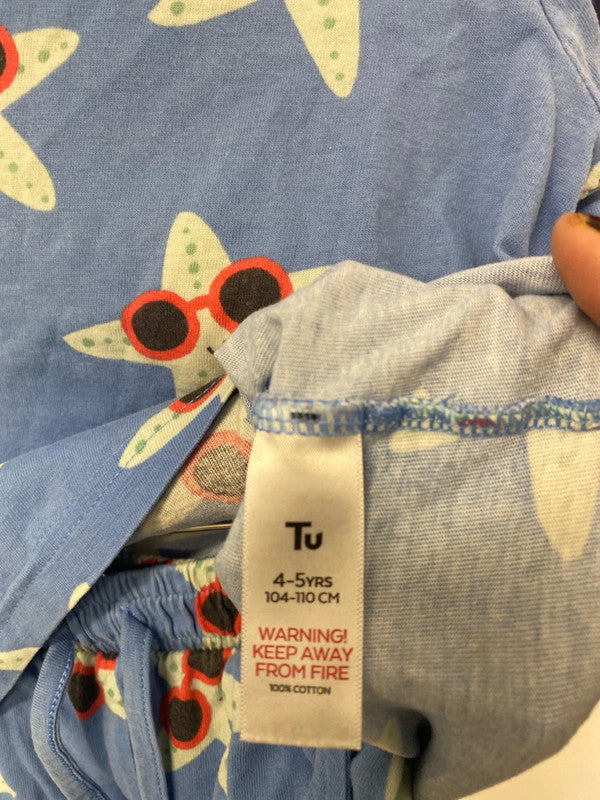 Tu
4-5YRS
104-110 CM
WARNING!
KEEP AWAY
FROM FIRE
100% COTTON